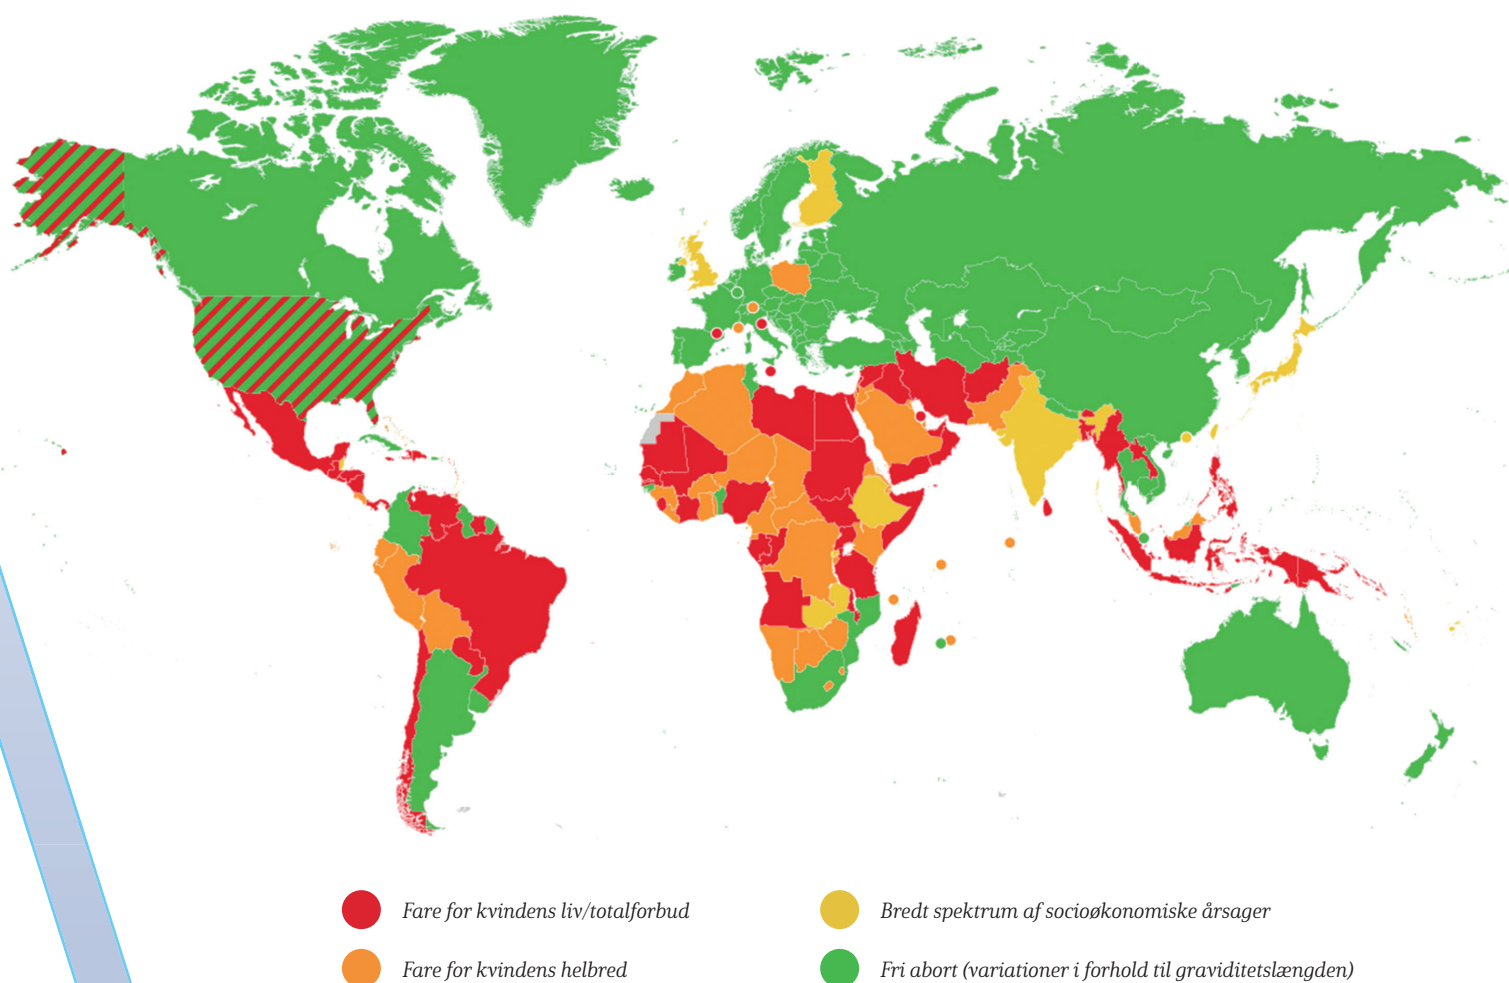 Fare for kvindens liv/totalforbud
Bredt spektrum af socioøkonomiske årsager
Fare for kvindens helbred
Fri abort (variationer i forhold til graviditetslængden)